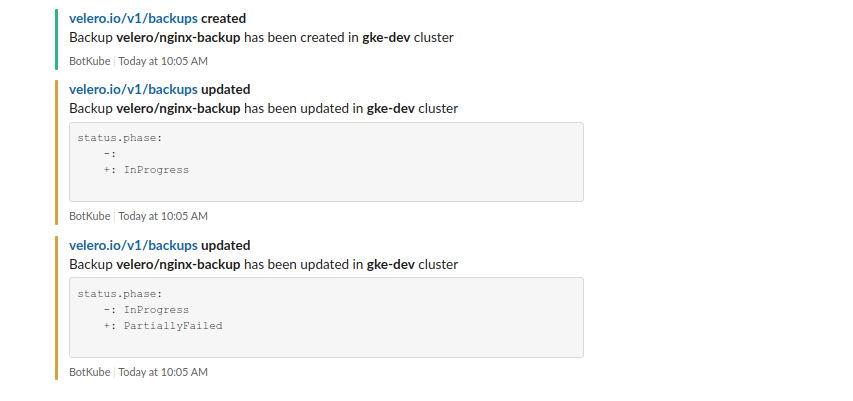 velero.io/v1/backups created
Backup velero/nginx-backup has been created in gke-dev cluster
BotKube | Today at 10:05 AM
velero.io/v1/backups updated
Backup velero/nginx-backup has been updated in gke-dev cluster
status.phase:
    -:
    +: InProgress
BotKube | Today at 10:05 AM
velero.io/v1/backups updated
Backup velero/nginx-backup has been updated in gke-dev cluster
status.phase:
    -: InProgress
    +: PartiallyFailed
BotKube | Today at 10:05 AM